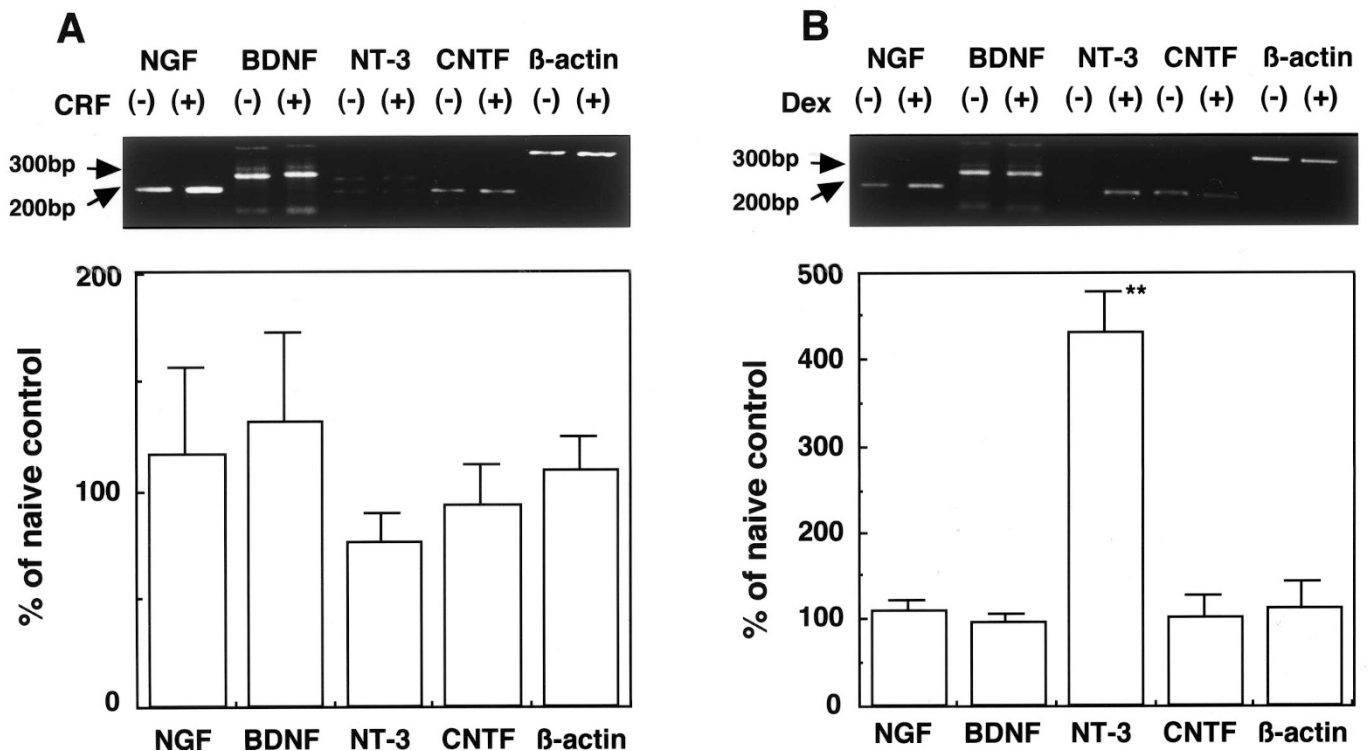 A
NGF BDNF NT-3 CNTF ß-actin
CRF (-) (+) (-) (+) (-) (+) (-) (+) (-) (+)
300bp
200bp
200
100
0
% of naive control
NGF BDNF NT-3 CNTF ß-actin
B
NGF BDNF NT-3 CNTF ß-actin
Dex (-) (+) (-) (+) (-) (+) (-) (+) (-) (+)
300bp
200bp
500
400
300
200
100
0
% of naive control
**
NGF BDNF NT-3 CNTF ß-actin